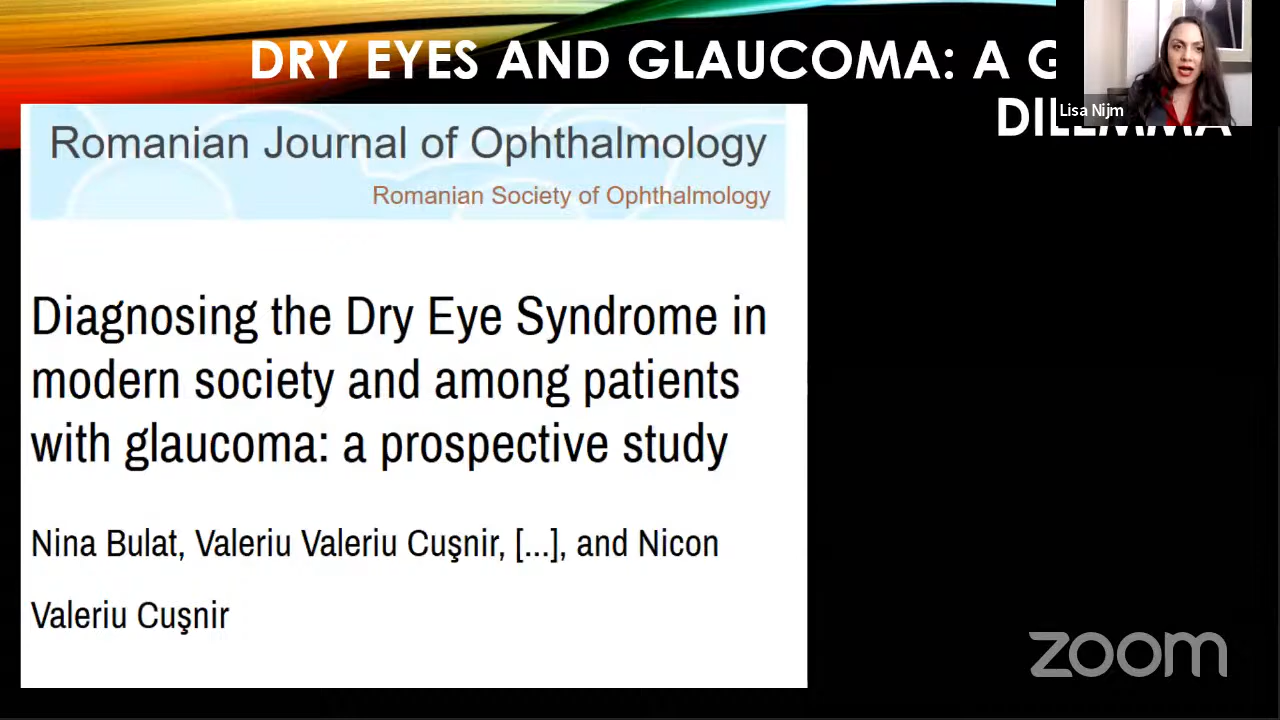 DRY EYES AND GLAUCOMA: A G
DILEMMA
Lisa Nijm
Romanian Journal of Ophthalmology
Romanian Society of Ophthalmology
Diagnosing the Dry Eye Syndrome in
modern society and among patients
with glaucoma: a prospective study
Nina Bulat, Valeriu Valeriu Cuşnir, [...], and Nicon
Valeriu Cuşnir
zoom